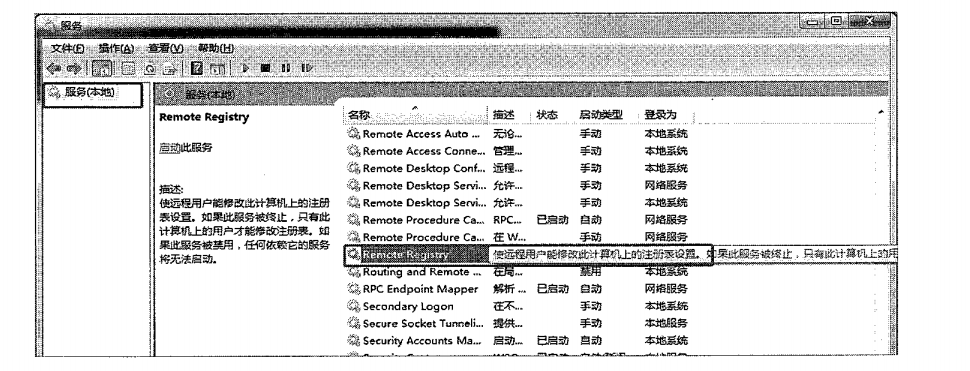 服务
文件(F) 操作(A) 查看(V) 帮助(H)
服务(本地)
服务(本地)
Remote Registry
启动此服务
描述:
使远程用户能修改此计算机上的注册
表设置。如果此服务被终止，只有此
计算机上的用户才能修改注册表。如
果此服务被禁用，任何依赖它的服务
将无法启动。
名称 描述 状态 启动类型 登录为
Remote Access Auto ... 无论... 手动 本地系统
Remote Access Conne... 管理... 手动 本地系统
Remote Desktop Conf... 远程... 手动 本地系统
Remote Desktop Servi... 允许... 手动 网络服务
Remote Desktop Servi... 允许... 手动 本地系统
Remote Procedure Ca... RPC... 已启动 自动 网络服务
Remote Procedure Ca... 在 W... 手动 网络服务
Remote Registry 使远程用户能修改此计算机上的注册表设置。如果此服务被终止，只有此计算机上的用
Routing and Remote ... 在局... 禁用 本地系统
RPC Endpoint Mapper 解析 ... 已启动 自动 网络服务
Secondary Logon 在不... 手动 本地系统
Secure Socket Tunneli... 提供... 手动 本地服务
Security Accounts Ma... 启动... 已启动 自动 本地系统